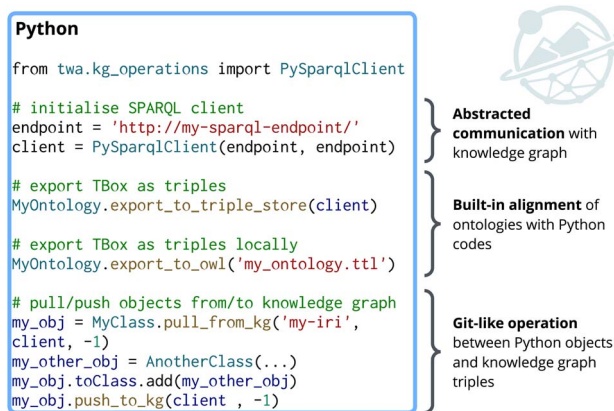 Python
from twa.kg_operations import PySparqlClient
# initialise SPARQL client
endpoint = 'http://my-sparql-endpoint/'
client = PySparqlClient(endpoint, endpoint)
# export TBox as triples
MyOntology.export_to_triple_store(client)
# export TBox as triples locally
MyOntology.export_to_owl('my_ontology.ttl')
# pull/push objects from/to knowledge graph
my_obj = MyClass.pull_from_kg('my-iri',
client, -1)
my_other_obj = AnotherClass(...)
my_obj.toClass.add(my_other_obj)
my_obj.push_to_kg(client , -1)
Abstracted
communication with
knowledge graph
Built-in alignment of
ontologies with Python
codes
Git-like operation
between Python objects
and knowledge graph
triples